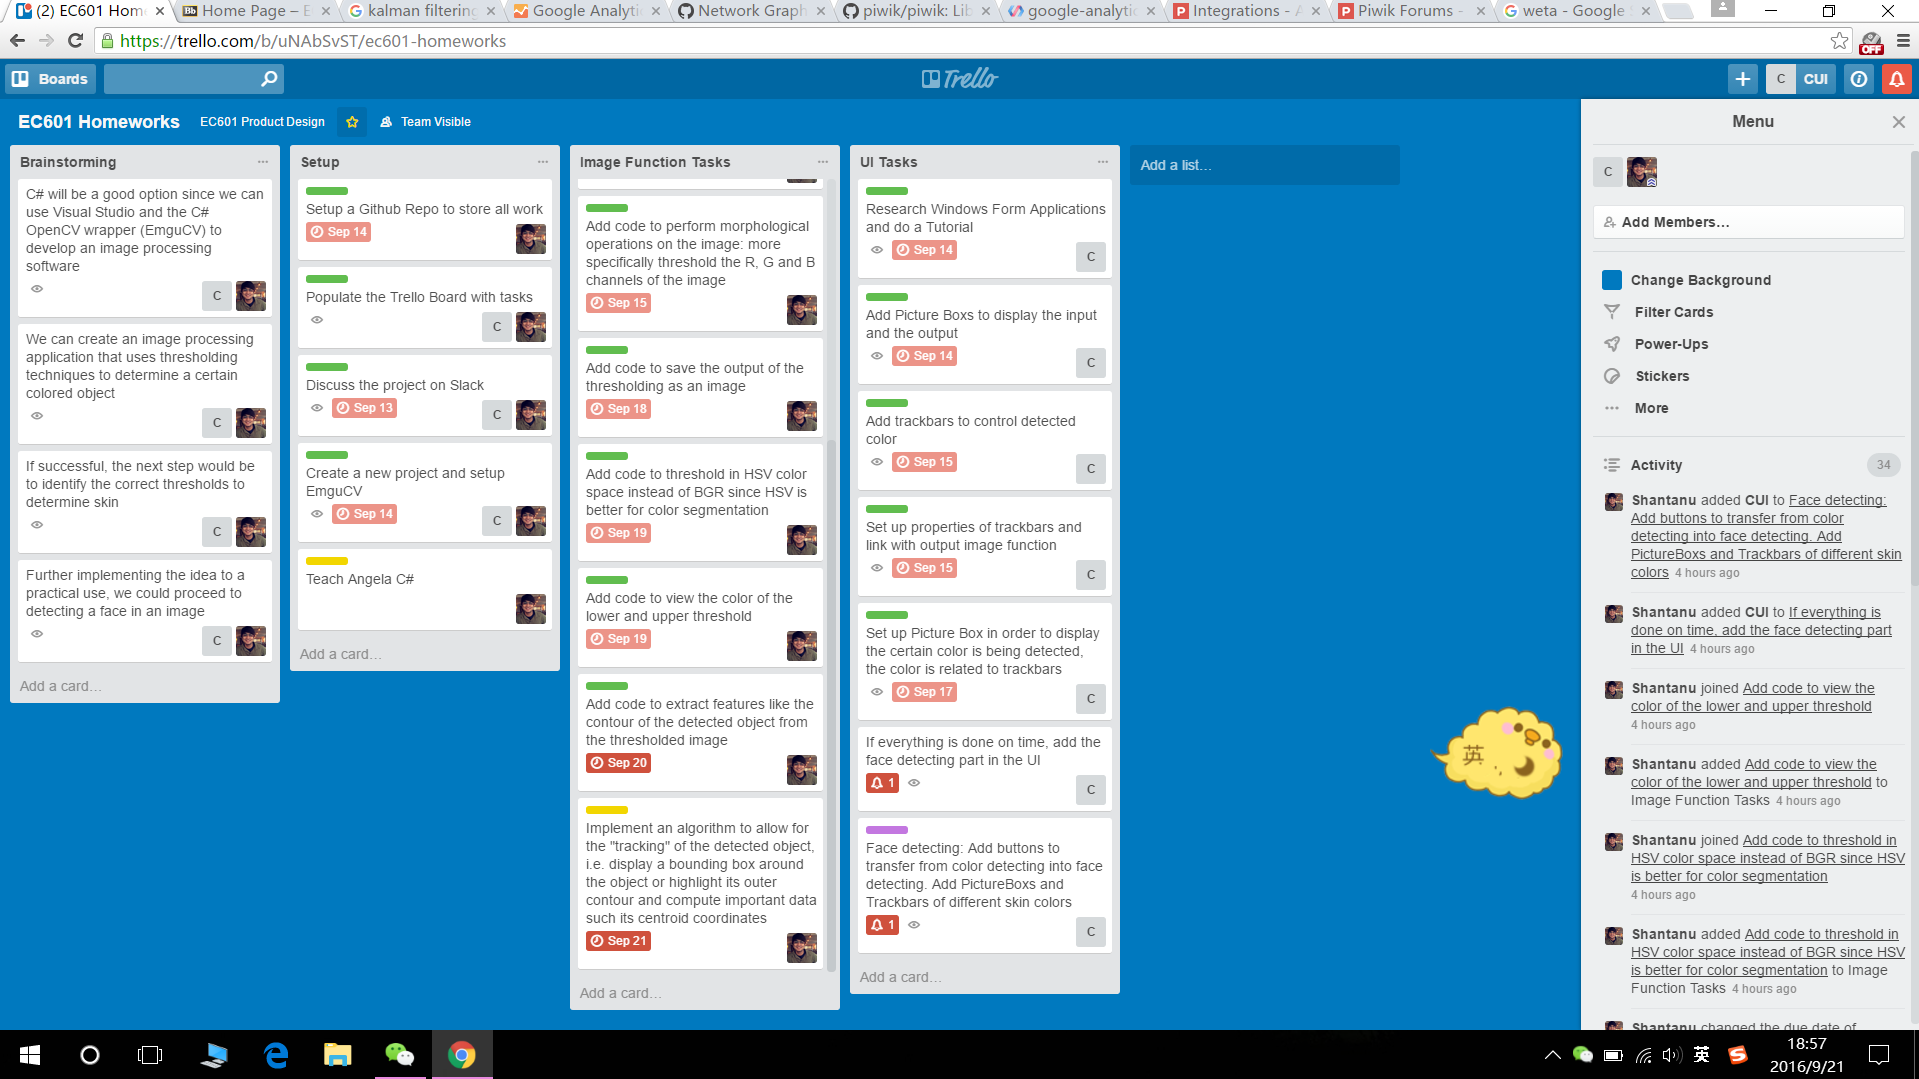 (2) EC601 Hom
Home Page – E
kalman filtering
Google Analyti
Network Graph
piwik/piwik: Lib
google-analytic
Integrations - A
Piwik Forums -
weta - Google
https://trello.com/b/uNAbSvST/ec601-homeworks
OFF
Boards
Trello
C CUI
EC601 Homeworks
EC601 Product Design
Team Visible
Brainstorming
C# will be a good option since we can
use Visual Studio and the C#
OpenCV wrapper (EmguCV) to
develop an image processing
software
C
We can create an image processing
application that uses thresholding
techniques to determine a certain
colored object
C
If successful, the next step would be
to identify the correct thresholds to
determine skin
C
Further implementing the idea to a
practical use, we could proceed to
detecting a face in an image
C
Add a card…
Setup
Setup a Github Repo to store all work
Sep 14
Populate the Trello Board with tasks
C
Discuss the project on Slack
Sep 13
C
Create a new project and setup
EmguCV
Sep 14
C
Teach Angela C#
Add a card…
Image Function Tasks
Add code to perform morphological
operations on the image: more
specifically threshold the R, G and B
channels of the image
Sep 15
Add code to save the output of the
thresholding as an image
Sep 18
Add code to threshold in HSV color
space instead of BGR since HSV is
better for color segmentation
Sep 19
Add code to view the color of the
lower and upper threshold
Sep 19
Add code to extract features like the
contour of the detected object from
the thresholded image
Sep 20
Implement an algorithm to allow for
the "tracking" of the detected object,
i.e. display a bounding box around
the object or highlight its outer
contour and compute important data
such its centroid coordinates
Sep 21
Add a card…
UI Tasks
Research Windows Form Applications
and do a Tutorial
Sep 14
C
Add Picture Boxs to display the input
and the output
Sep 14
C
Add trackbars to control detected
color
Sep 15
C
Set up properties of trackbars and
link with output image function
Sep 15
C
Set up Picture Box in order to display
the certain color is being detected,
the color is related to trackbars
Sep 17
C
If everything is done on time, add the
face detecting part in the UI
1
C
Face detecting: Add buttons to
transfer from color detecting into face
detecting. Add PictureBoxs and
Trackbars of different skin colors
1
C
Add a card…
Add a list…
英
Menu
C
Add Members…
Change Background
Filter Cards
Power-Ups
Stickers
More
Activity
34
Shantanu added CUI to Face detecting:
Add buttons to transfer from color
detecting into face detecting. Add
PictureBoxs and Trackbars of different skin
colors 4 hours ago
Shantanu added CUI to If everything is
done on time, add the face detecting part
in the UI 4 hours ago
Shantanu joined Add code to view the
color of the lower and upper threshold
4 hours ago
Shantanu added Add code to view the
color of the lower and upper threshold to
Image Function Tasks 4 hours ago
Shantanu joined Add code to threshold in
HSV color space instead of BGR since HSV
is better for color segmentation
4 hours ago
Shantanu added Add code to threshold in
HSV color space instead of BGR since HSV
is better for color segmentation to Image
Function Tasks 4 hours ago
Shantanu changed the due date of
英
18:57
2016/9/21